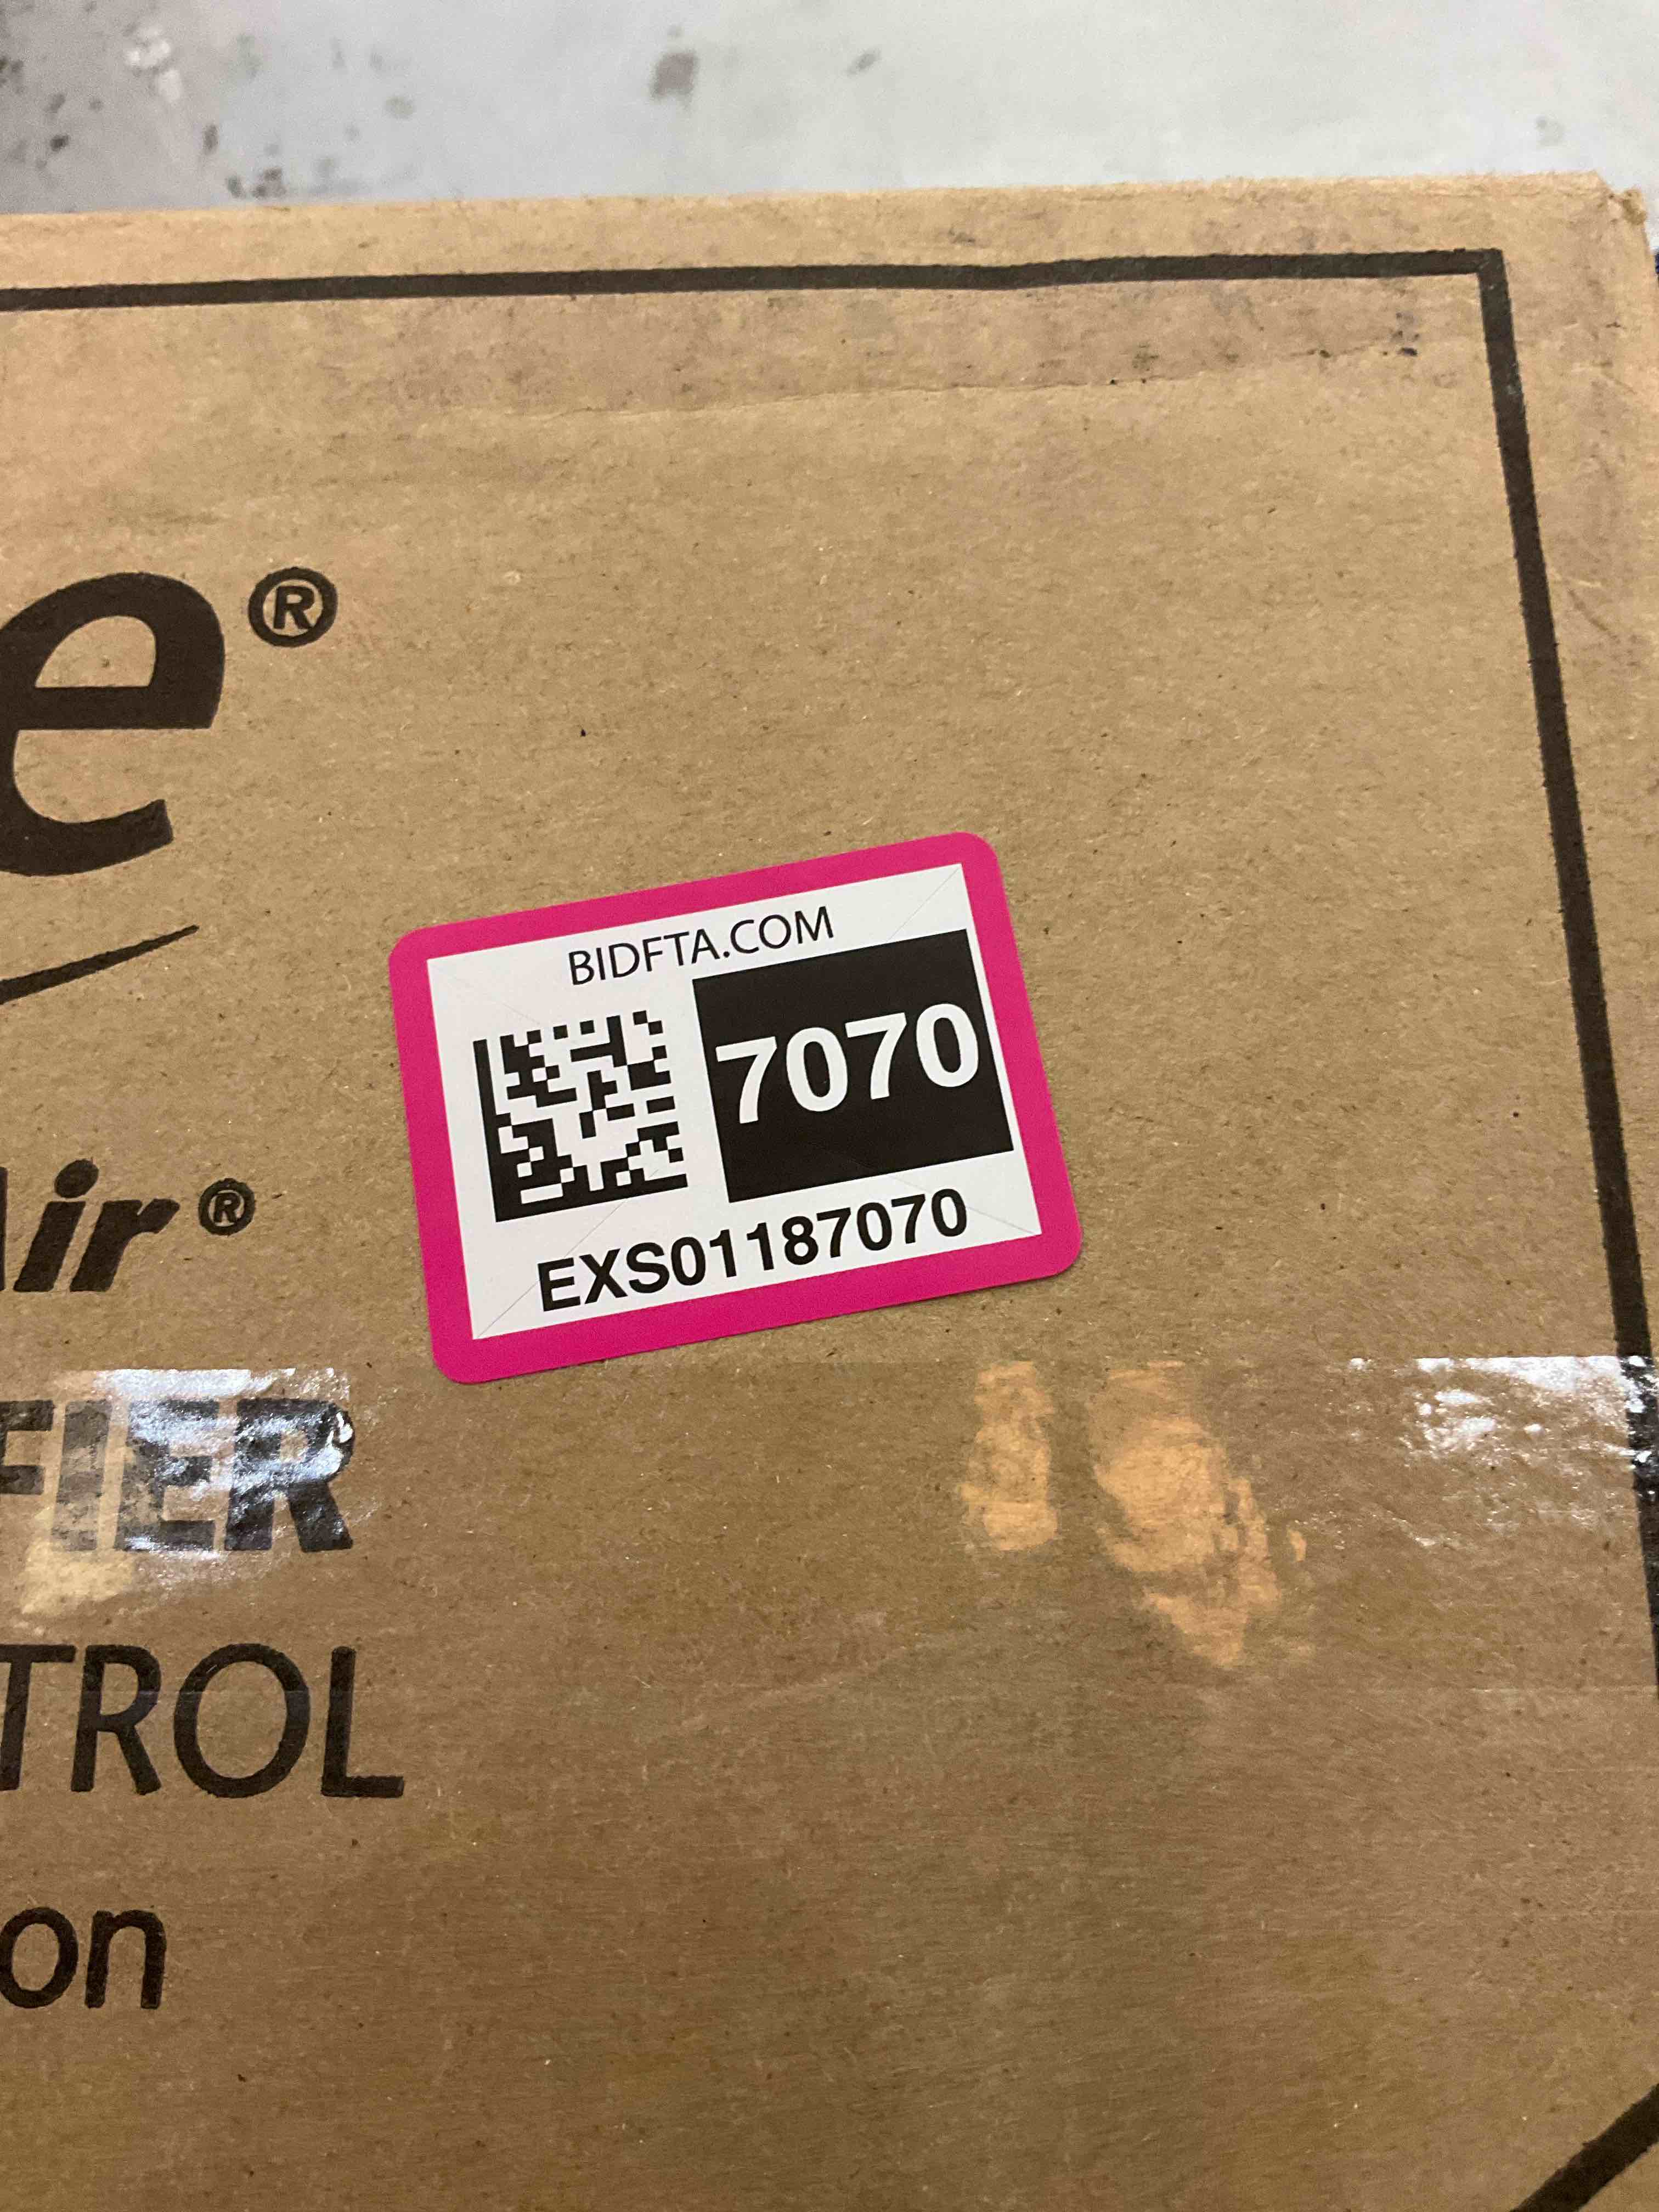 e®
BIDFTA.COM
7070
EXS01187070
Air®
FIER
TROL
on